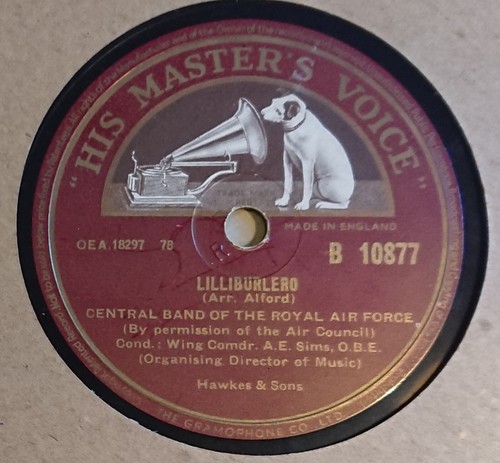 "HIS MASTER'S VOICE"
TRADE MARK
MADE IN ENGLAND
OEA.18297 78
B 10877
LILLIBURLERO
(Arr. Alford)
CENTRAL BAND OF THE ROYAL AIR FORCE
(By permission of the Air Council)
Cond.: Wing Comdr. A.E. Sims, O.B.E.
(Organising Director of Music)
Hawkes & Sons
THE GRAMOPHONE CO. LTD.